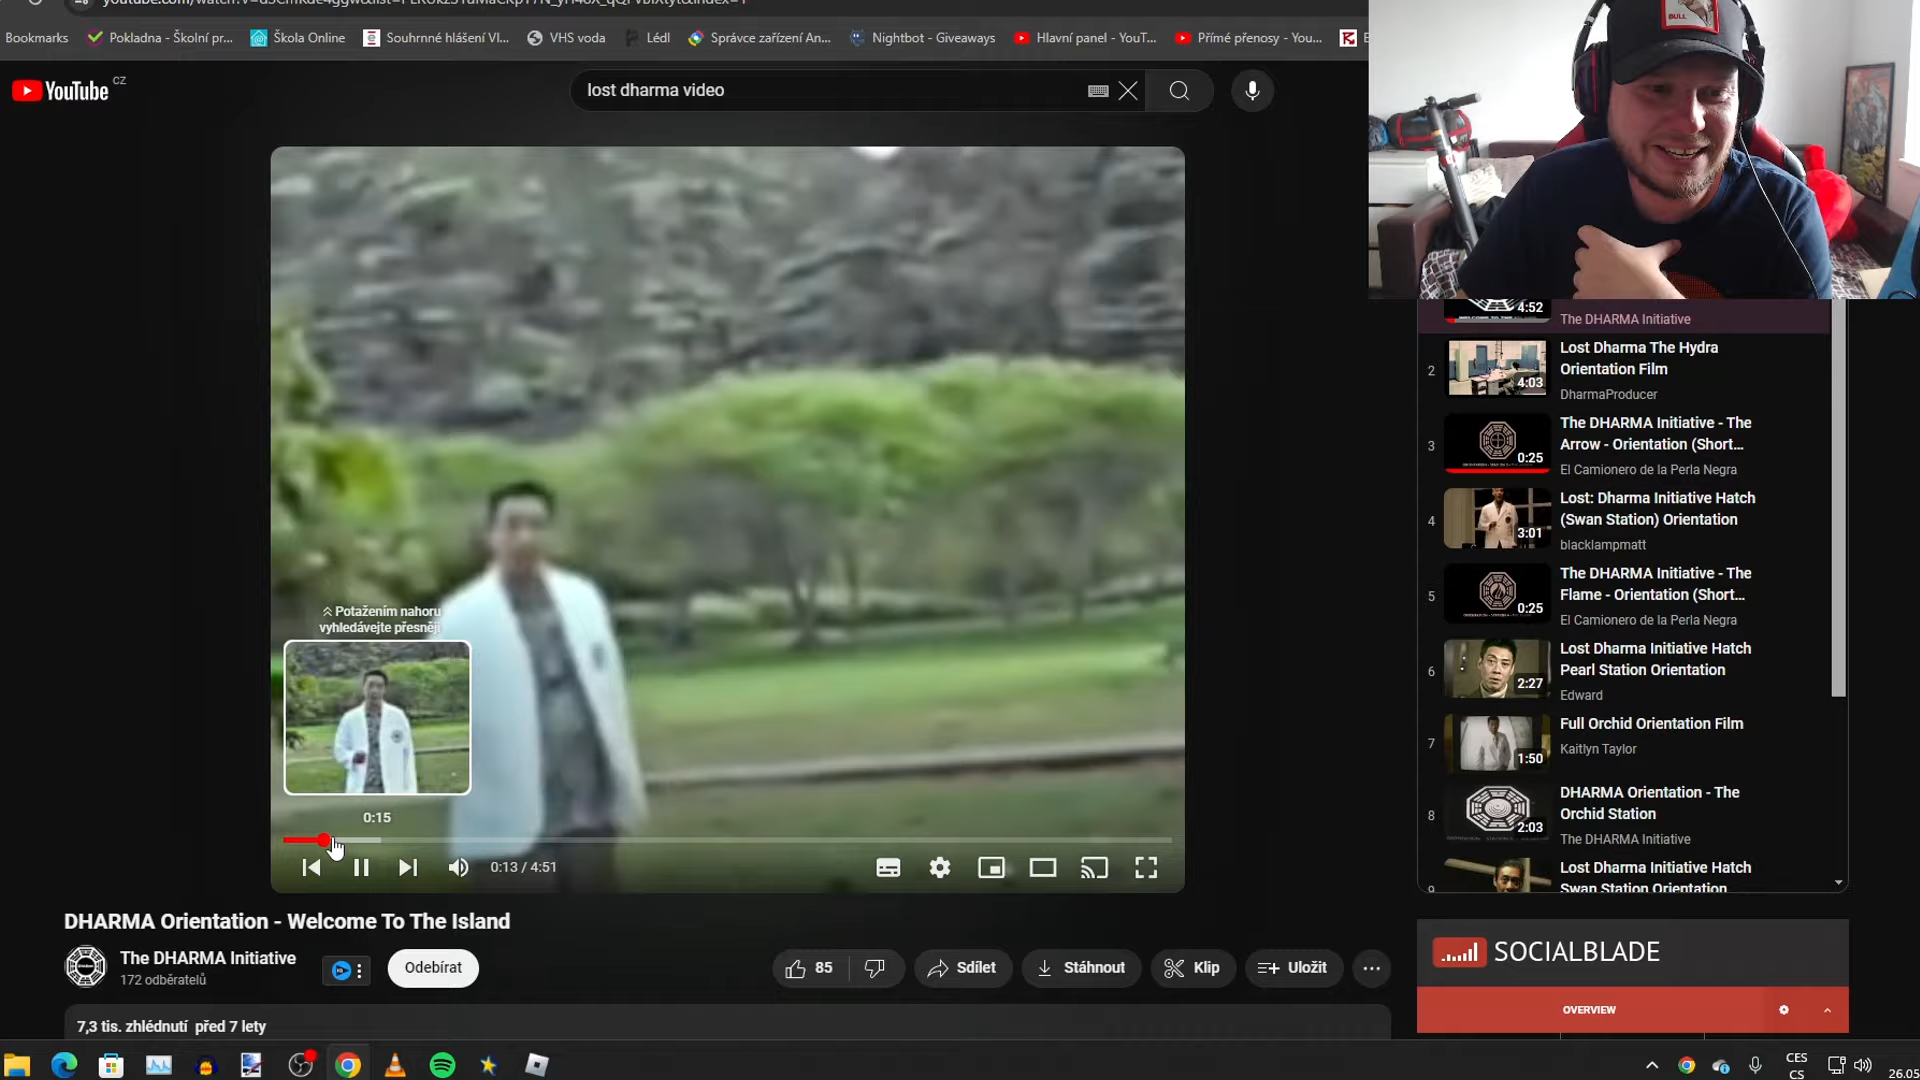 Bookmarks
Pokladna - Školní pr...
Škola Online
Souhrnné hlášení Vl...
VHS voda
Lédl
Správce zařízení An...
Nightbot - Giveaways
Hlavní panel - YouT...
Přímé přenosy - You...
YouTube CZ
lost dharma video
BULL
4:52
The DHARMA Initiative
2
Lost Dharma The Hydra
Orientation Film
4:03
DharmaProducer
3
The DHARMA Initiative - The
Arrow - Orientation (Short...
0:25
El Camionero de la Perla Negra
4
Lost: Dharma Initiative Hatch
(Swan Station) Orientation
3:01
blacklampmatt
5
The DHARMA Initiative - The
Flame - Orientation (Short...
0:25
El Camionero de la Perla Negra
6
Lost Dharma Initiative Hatch
Pearl Station Orientation
2:27
Edward
7
Full Orchid Orientation Film
Kaitlyn Taylor
1:50
8
DHARMA Orientation - The
Orchid Station
2:03
The DHARMA Initiative
9
Lost Dharma Initiative Hatch
Swan Station Orientation
Potažením nahoru
vyhledávejte přesněji
0:15
0:13 / 4:51
DHARMA Orientation - Welcome To The Island
The DHARMA Initiative
172 odběratelů
Odebírat
85
Sdílet
Stáhnout
Klip
Uložit
7,3 tis. zhlédnutí před 7 lety
SOCIALBLADE
OVERVIEW
CES
CS
26.05